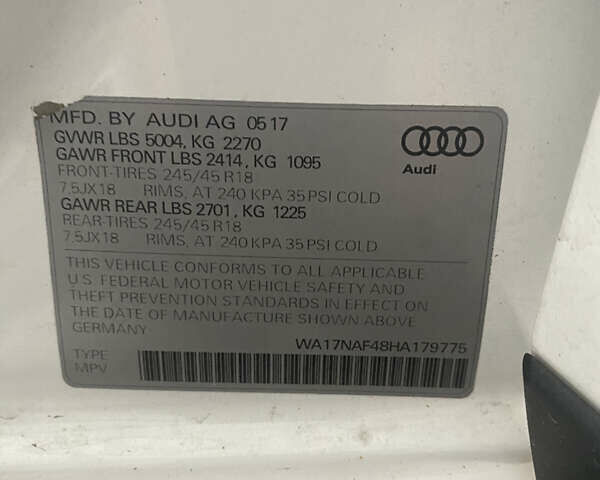 MFD. BY AUDI AG 05 17
GVWR LBS 5004, KG 2270
GAWR FRONT LBS 2414, KG 1095
FRONT-TIRES 245/45 R18
7,5JX18 RIMS, AT 240 KPA 35 PSI COLD
GAWR REAR LBS 2701, KG 1225
REAR-TIRES 245/45 R18
7,5JX18 RIMS, AT 240 KPA 35 PSI COLD
Audi
THIS VEHICLE CONFORMS TO ALL APPLICABLE
U.S. FEDERAL MOTOR VEHICLE SAFETY AND
THEFT PREVENTION STANDARDS IN EFFECT ON
THE DATE OF MANUFACTURE SHOWN ABOVE
GERMANY
WA17NAF48HA179775
TYPE
MPV